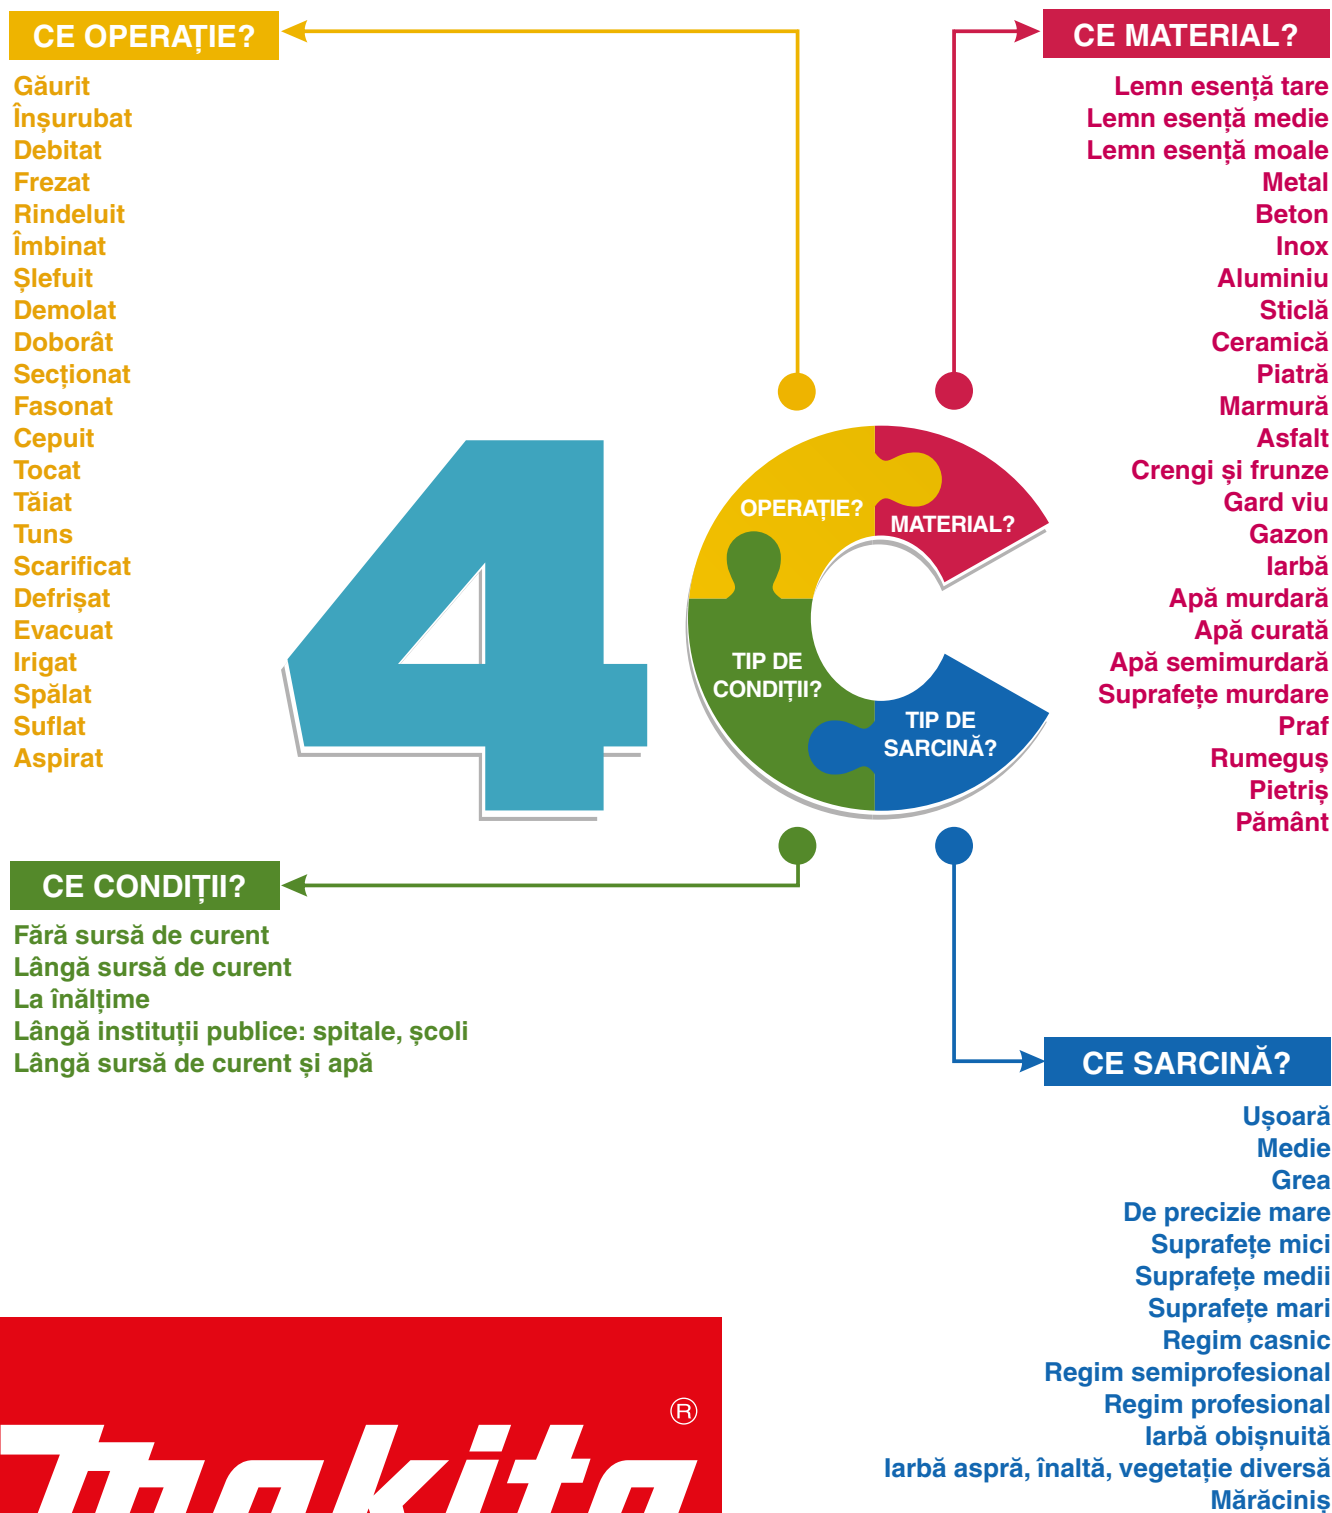 CE OPERAȚIE?
Găurit
Înșurubat
Debitat
Frezat
Rindeluit
Îmbinat
Șlefuit
Demolat
Doborât
Secționat
Fasonat
Cepuit
Tocat
Tăiat
Tuns
Scarificat
Defrișat
Evacuat
Irigat
Spălat
Suflat
Aspirat
CE MATERIAL?
Lemn esență tare
Lemn esență medie
Lemn esență moale
Metal
Beton
Inox
Aluminiu
Sticlă
Ceramică
Piatră
Marmură
Asfalt
Crengi și frunze
Gard viu
Gazon
Iarbă
Apă murdară
Apă curată
Apă semimurdară
Suprafețe murdare
Praf
Rumeguș
Pietriș
Pământ
4C
OPERAȚIE?
MATERIAL?
TIP DE
CONDIȚII?
TIP DE
SARCINĂ?
CE CONDIȚII?
Fără sursă de curent
Lângă sursă de curent
La înălțime
Lângă instituții publice: spitale, școli
Lângă sursă de curent și apă
CE SARCINĂ?
Ușoară
Medie
Grea
De precizie mare
Suprafețe mici
Suprafețe medii
Suprafețe mari
Regim casnic
Regim semiprofesional
Regim profesional
Iarbă obișnuită
Iarbă aspră, înaltă, vegetație diversă
Mărăciniș
makita®